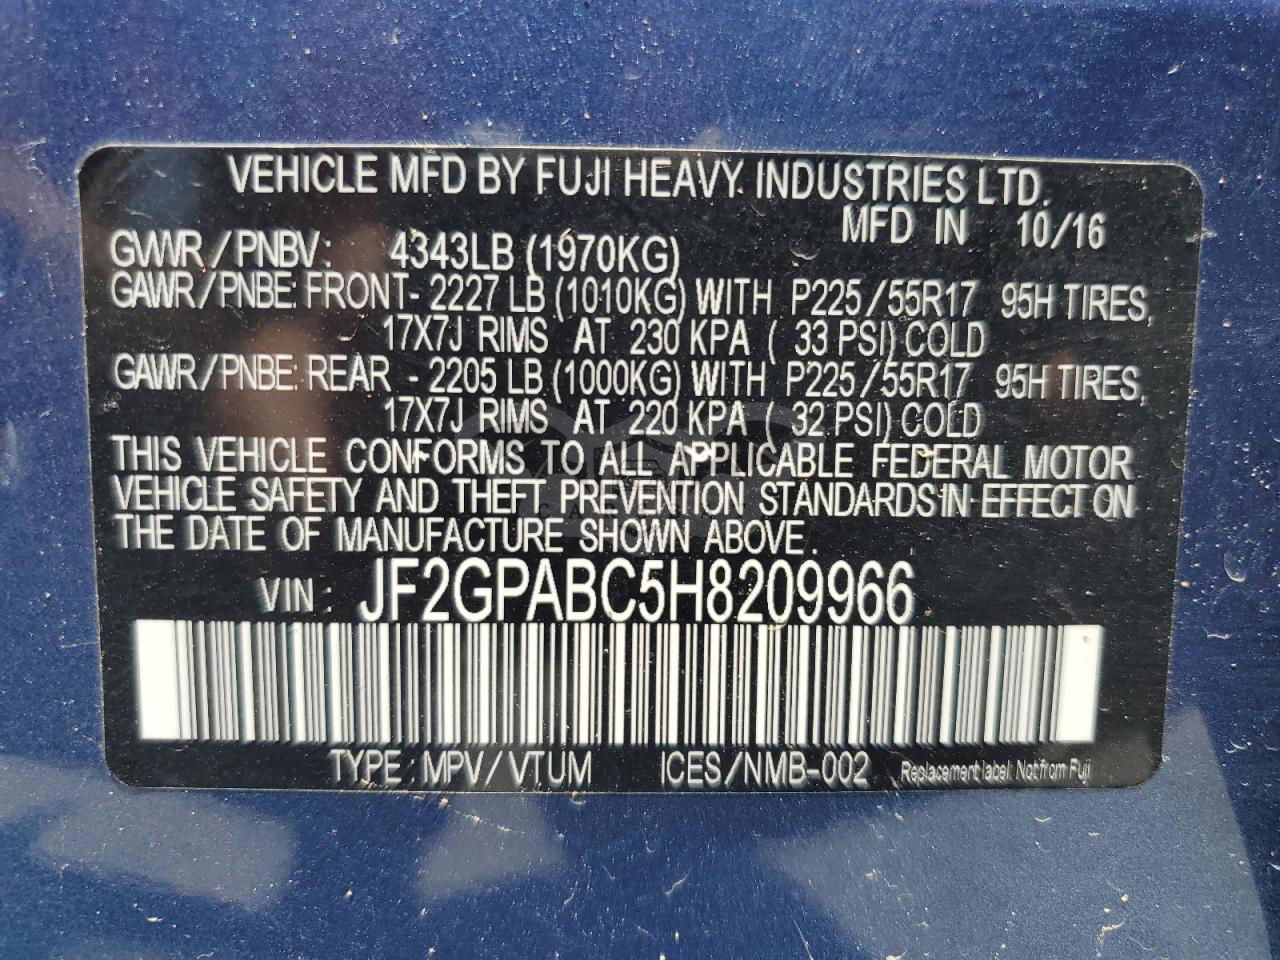 VEHICLE MFD BY FUJI HEAVY INDUSTRIES LTD.
MFD IN 10/16
GVWR/PNBV: 4343LB (1970KG)
GAWR/PNBE: FRONT- 2227 LB (1010KG) WITH P225/55R17 95H TIRES,
17X7J RIMS AT 230 KPA ( 33 PSI) COLD
GAWR/PNBE: REAR - 2205 LB (1000KG) WITH P225/55R17 95H TIRES,
17X7J RIMS AT 220 KPA ( 32 PSI) COLD
THIS VEHICLE CONFORMS TO ALL APPLICABLE FEDERAL MOTOR
VEHICLE SAFETY AND THEFT PREVENTION STANDARDS IN EFFECT ON
THE DATE OF MANUFACTURE SHOWN ABOVE.
VIN: JF2GPABC5H8209966
TYPE: MPV/VTUM ICES/NMB-002 Replacement label: Not from Fuji